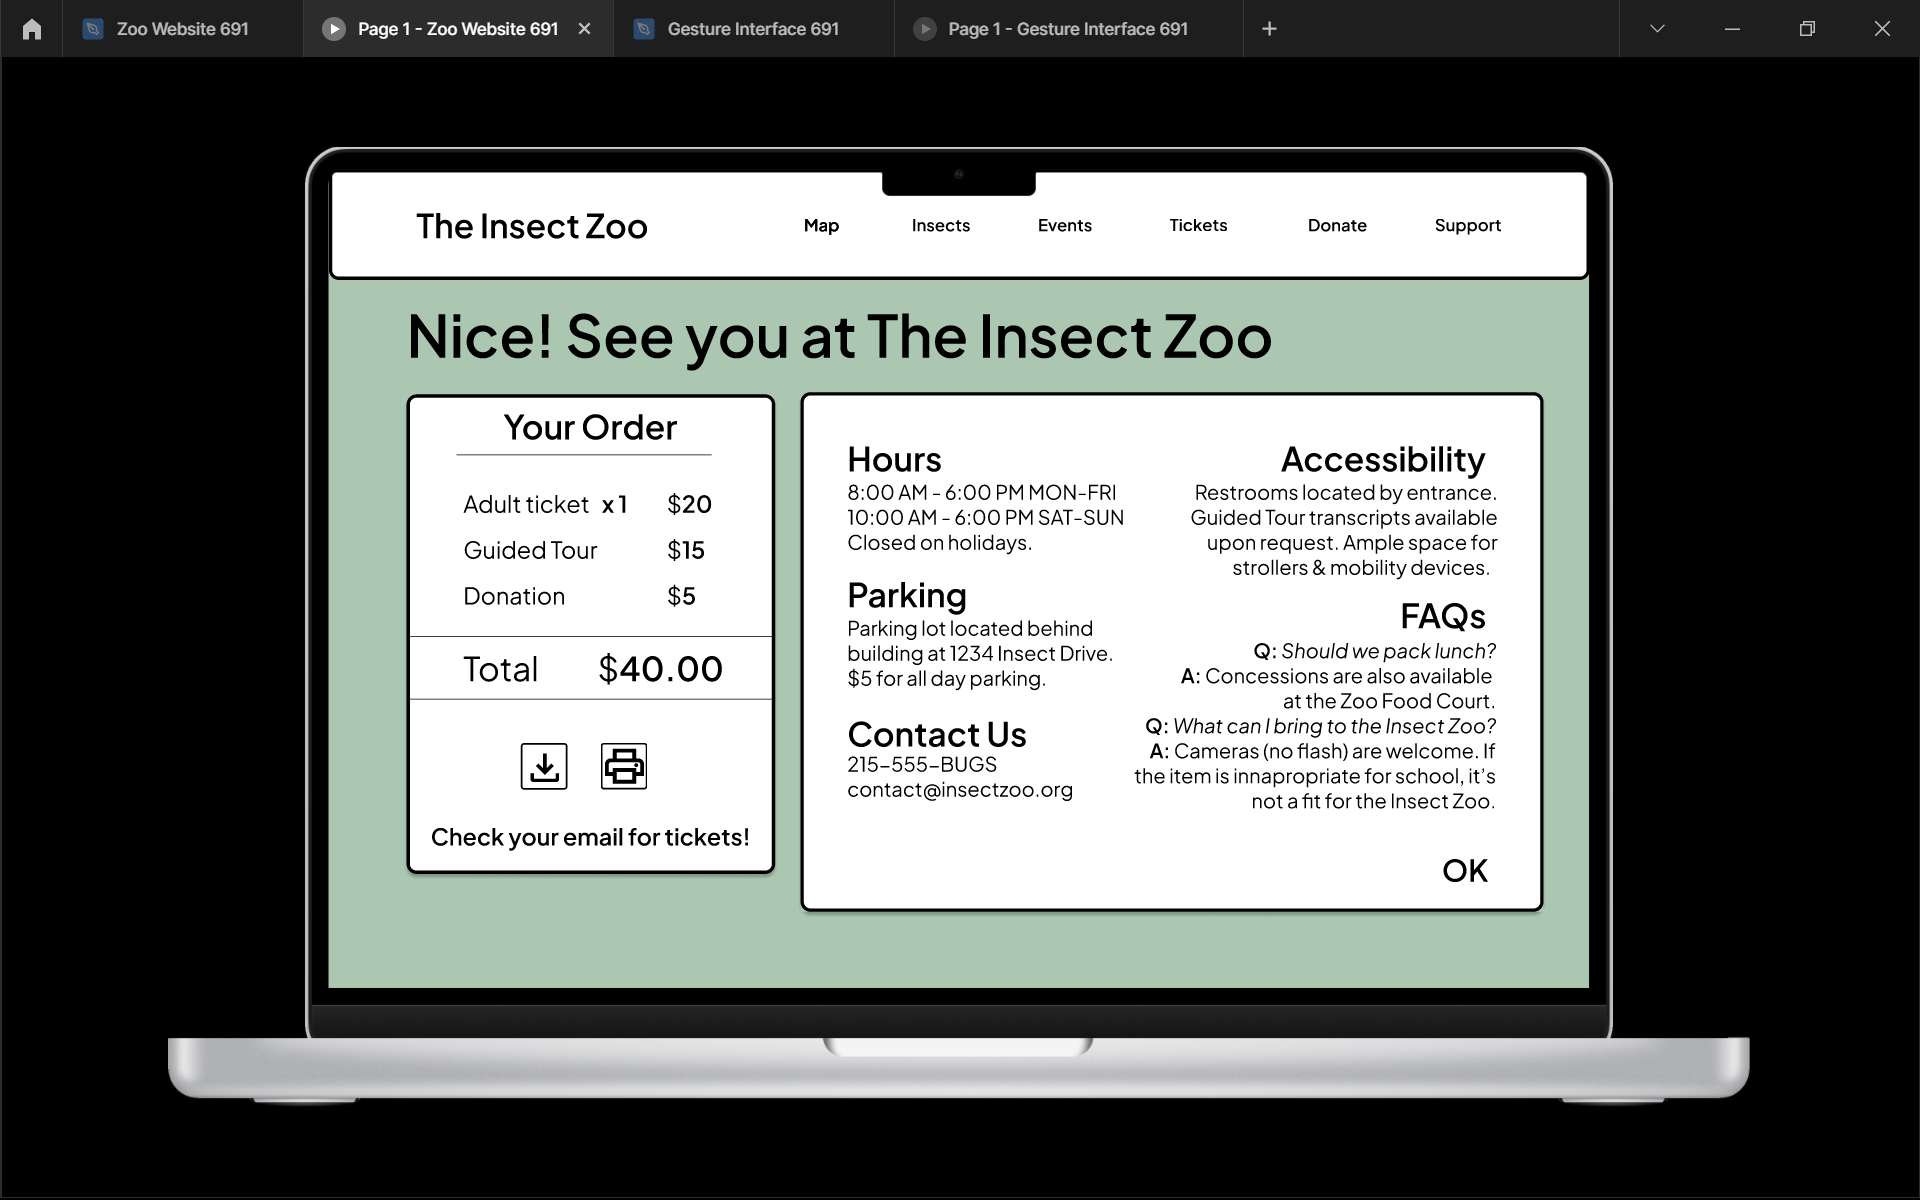 Zoo Website 691
Page 1 - Zoo Website 691
Gesture Interface 691
Page 1 - Gesture Interface 691
The Insect Zoo
Map
Insects
Events
Tickets
Donate
Support
Nice! See you at The Insect Zoo
Your Order
Adult ticket x 1 $20
Guided Tour $15
Donation $5
Total $40.00
Check your email for tickets!
Hours
8:00 AM - 6:00 PM MON-FRI
10:00 AM - 6:00 PM SAT-SUN
Closed on holidays.
Parking
Parking lot located behind
building at 1234 Insect Drive.
$5 for all day parking.
Contact Us
215-555-BUGS
contact@insectzoo.org
Accessibility
Restrooms located by entrance.
Guided Tour transcripts available
upon request. Ample space for
strollers & mobility devices.
FAQs
Q: Should we pack lunch?
A: Concessions are also available
at the Zoo Food Court.
Q: What can I bring to the Insect Zoo?
A: Cameras (no flash) are welcome. If
the item is innapropriate for school, it's
not a fit for the Insect Zoo.
OK